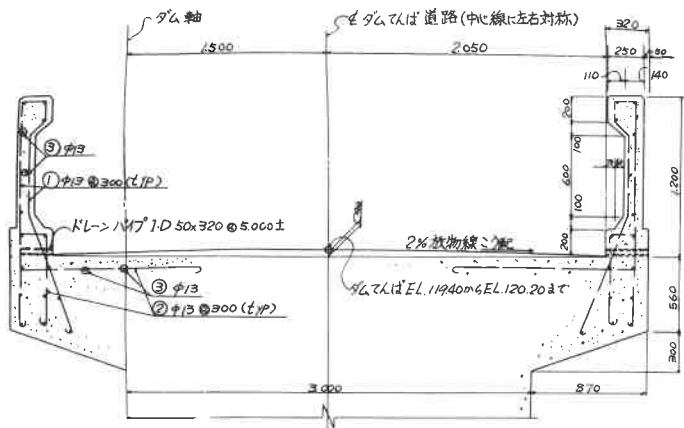 ダム軸
₵ ダムてんば道路(中心線に左右対称)
1.500
2.050
320
250
50
110
140
200
100
600
100
200
1.200
③ φ13
① φ13 @300(typ)
ドレーンパイプ I.D 50x320 @ 5.000±
2% 放物線こう配
③ φ13
② φ13 @300(typ)
ダムてんば EL.119.40からEL.120.20まで
560
300
3.000
870